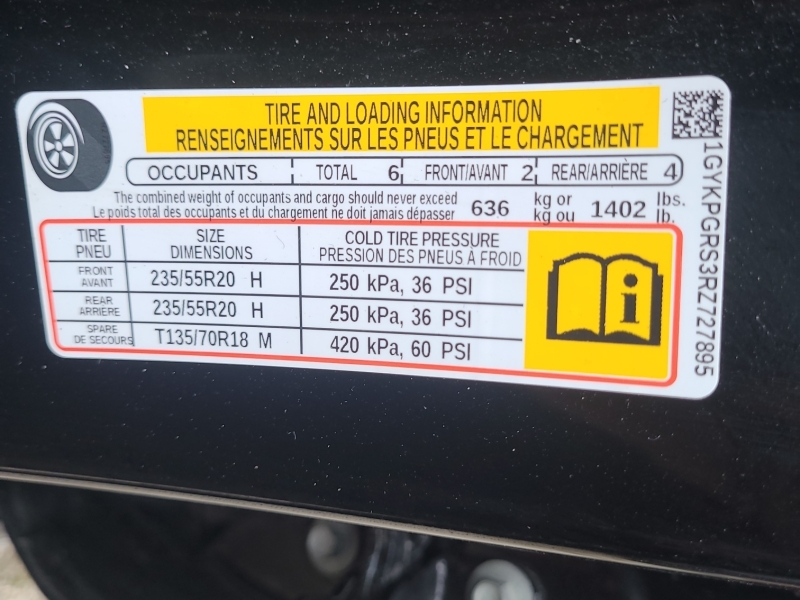 TIRE AND LOADING INFORMATION
RENSEIGNEMENTS SUR LES PNEUS ET LE CHARGEMENT
OCCUPANTS TOTAL 6 FRONT/AVANT 2 REAR/ARRIÈRE 4
The combined weight of occupants and cargo should never exceed 636 kg or 1402 lbs.
Le poids total des occupants et du chargement ne doit jamais dépasser kg ou lb.
TIRE SIZE COLD TIRE PRESSURE
PNEU DIMENSIONS PRESSION DES PNEUS À FROID
FRONT
AVANT 235/55R20 H 250 kPa, 36 PSI
REAR
ARRIERE 235/55R20 H 250 kPa, 36 PSI
SPARE
DE SECOURS T135/70R18 M 420 kPa, 60 PSI
1GYKPGRS3RZ727895